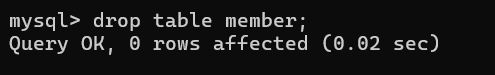 mysql> drop table member;
Query OK, 0 rows affected (0.02 sec)